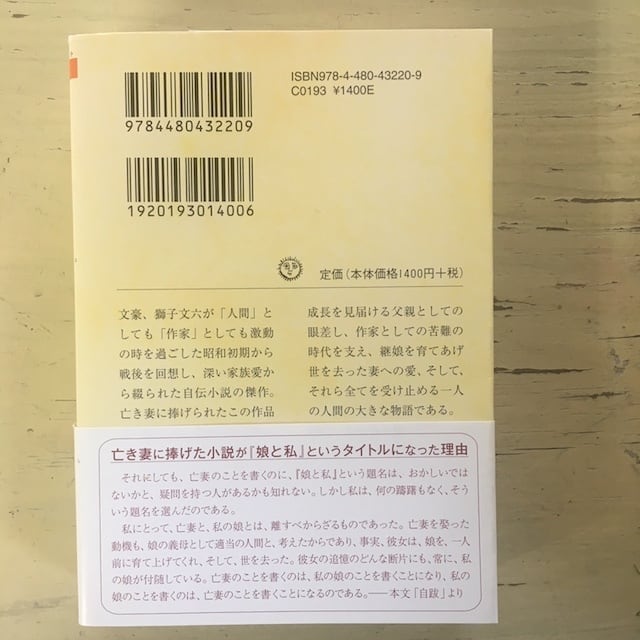 ISBN978-4-480-43220-9
C0193 ¥1400E
9784480432209
1920193014006
定価(本体価格1400円+税)
文豪、獅子文六が「人間」と
しても「作家」としても激動
の時を過ごした昭和初期から
戦後を回想し、深い家族愛か
ら綴られた自伝小説の傑作。
亡き妻に捧げられたこの作品
成長を見届ける父親としての
眼差し、作家としての苦難の
時代を支え、継娘を育てあげ
世を去った妻への愛、そして、
それら全てを受け止める一人
の人間の大きな物語である。
亡き妻に捧げた小説が『娘と私』というタイトルになった理由
それにしても、亡妻のことを書くのに、『娘と私』という題名は、おかしいでは
ないかと、疑問を持つ人があるかも知れない。しかし私は、何の躊躇もなく、そう
いう題名を選んだのである。
私にとって、亡妻と、私の娘とは、離すべからざるものであった。亡妻を娶った
動機も、娘の義母として適当の人間と、考えたからであり、事実、彼女は、娘を、一人
前に育て上げてくれ、そして、世を去った。彼女の追憶のどんな断片にも、常に、私
の娘が付随している。亡妻のことを書くのは、私の娘のことを書くことになり、私の
娘のことを書くのは、亡妻のことを書くことになるのである。——本文「自跋」より